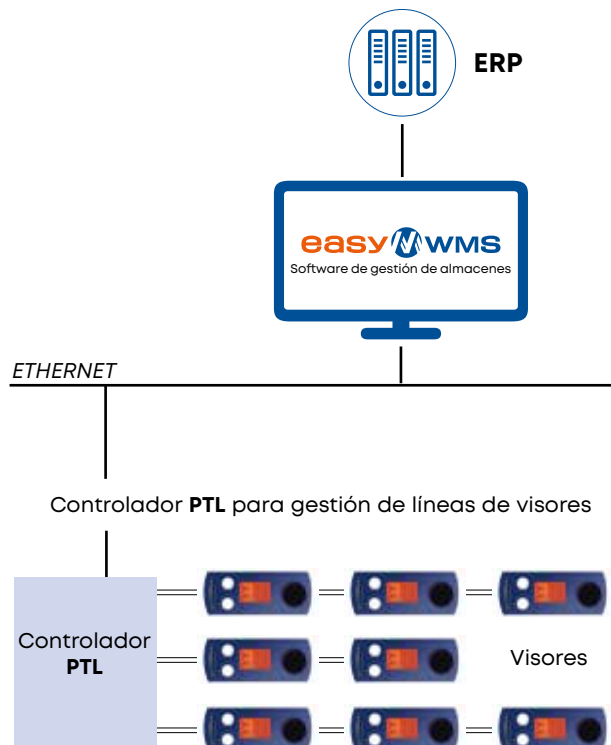 ERP
easy WMS
Software de gestión de almacenes
ETHERNET
Controlador PTL para gestión de líneas de visores
Controlador
PTL
Visores